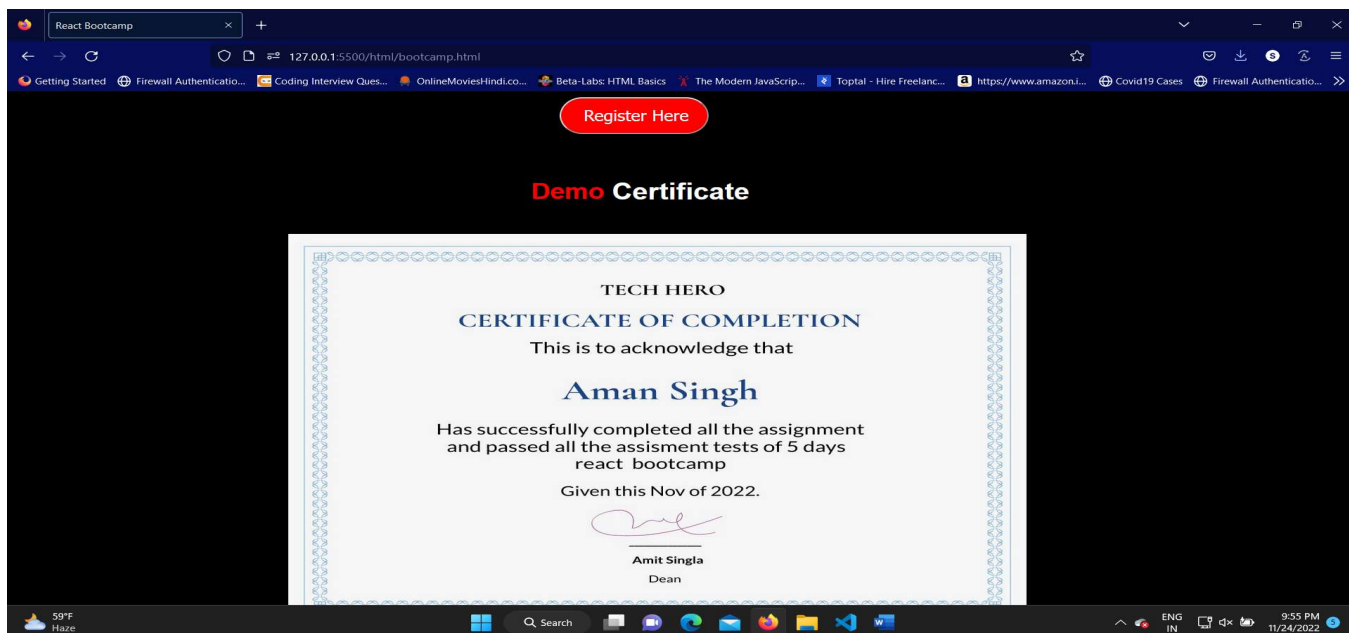 React Bootcamp
127.0.0.1:5500/html/bootcamp.html
Getting Started Firewall Authenticatio... Coding Interview Ques... OnlineMoviesHindi.co... Beta-Labs: HTML Basics The Modern JavaScrip... Toptal - Hire Freelanc... https://www.amazon.i... Covid19 Cases Firewall Authenticatio...
Register Here
Demo Certificate
TECH HERO
CERTIFICATE OF COMPLETION
This is to acknowledge that
Aman Singh
Has successfully completed all the assignment
and passed all the assisment tests of 5 days
react bootcamp
Given this Nov of 2022.
Amit Singla
Dean
59°F
Haze
Search
ENG
IN
9:55 PM
11/24/2022
5